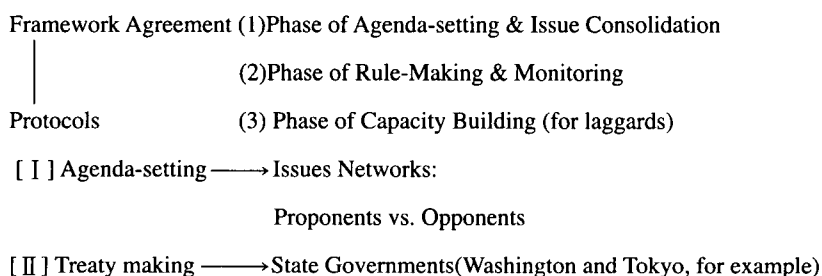 Framework Agreement (1)Phase of Agenda-setting & Issue Consolidation
(2)Phase of Rule-Making & Monitoring
Protocols (3) Phase of Capacity Building (for laggards)
[ I ] Agenda-setting ⟶ Issues Networks:
Proponents vs. Opponents
[ II ] Treaty making ⟶ State Governments(Washington and Tokyo, for example)